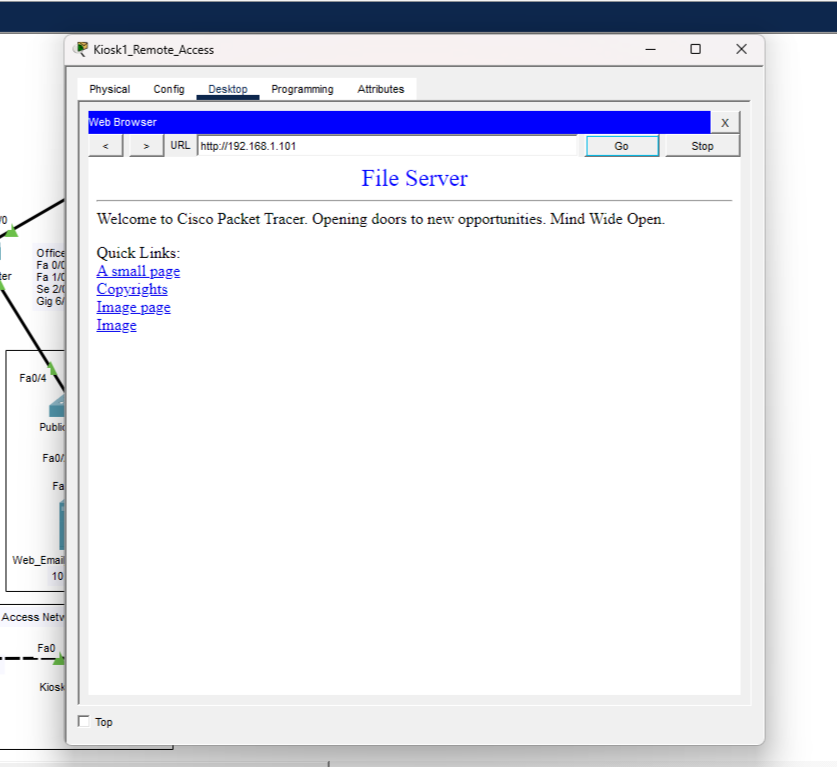 Kiosk1_Remote_Access
Physical Config Desktop Programming Attributes
Web Browser X
< > URL http://192.168.1.101 Go Stop
File Server
Welcome to Cisco Packet Tracer. Opening doors to new opportunities. Mind Wide Open.
Quick Links:
A small page
Copyrights
Image page
Image
Top
/0
Office
Fa 0/0
ter Fa 1/0
Se 2/0
Gig 6/
Fa0/4
Public
Fa0/
Fa
Web_Email
10
Access Netw
Fa0
Kiosk